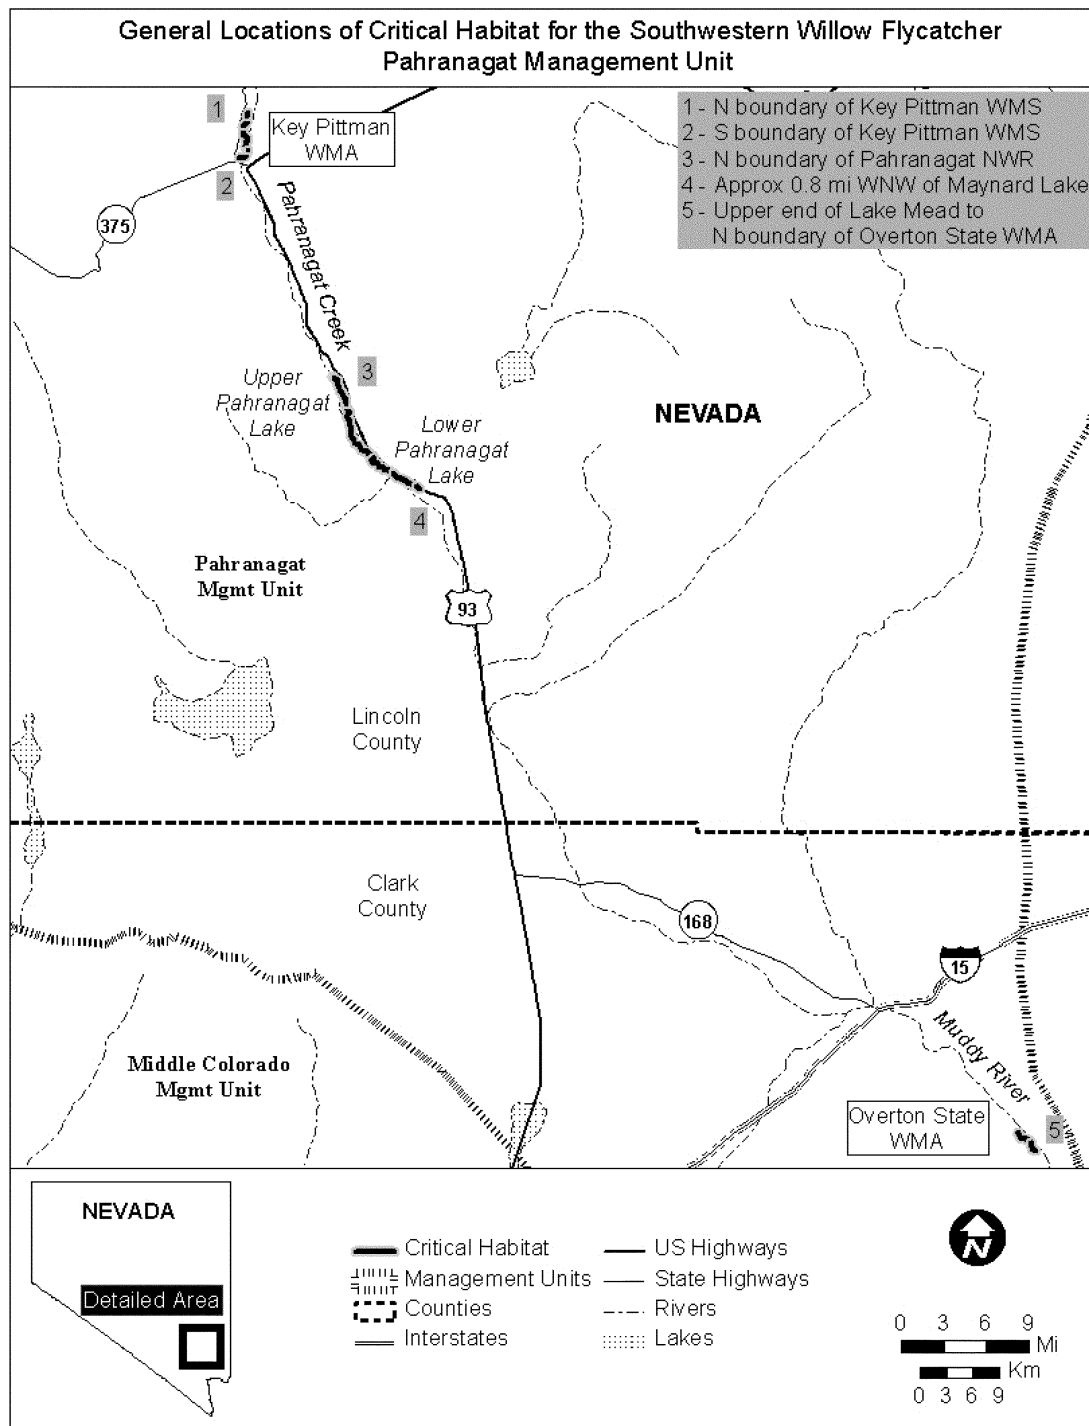 General Locations of Critical Habitat for the Southwestern Willow Flycatcher
Pahranagat Management Unit
1 - N boundary of Key Pittman WMS
2 - S boundary of Key Pittman WMS
3 - N boundary of Pahranagat NWR
4 - Approx 0.8 mi WNW of Maynard Lake
5 - Upper end of Lake Mead to
N boundary of Overton State WMA
1
Key Pittman
WMA
2
375
Pahranagat Creek
3
Upper
Pahranagat
Lake
Lower
Pahranagat
Lake
NEVADA
4
Pahranagat
Mgmt Unit
93
Lincoln
County
Clark
County
168
15
Muddy River
Middle Colorado
Mgmt Unit
Overton State
WMA
5
NEVADA
Detailed Area
Critical Habitat
Management Units
Counties
Interstates
US Highways
State Highways
Rivers
Lakes
N
0 3 6 9
Mi
Km
0 3 6 9